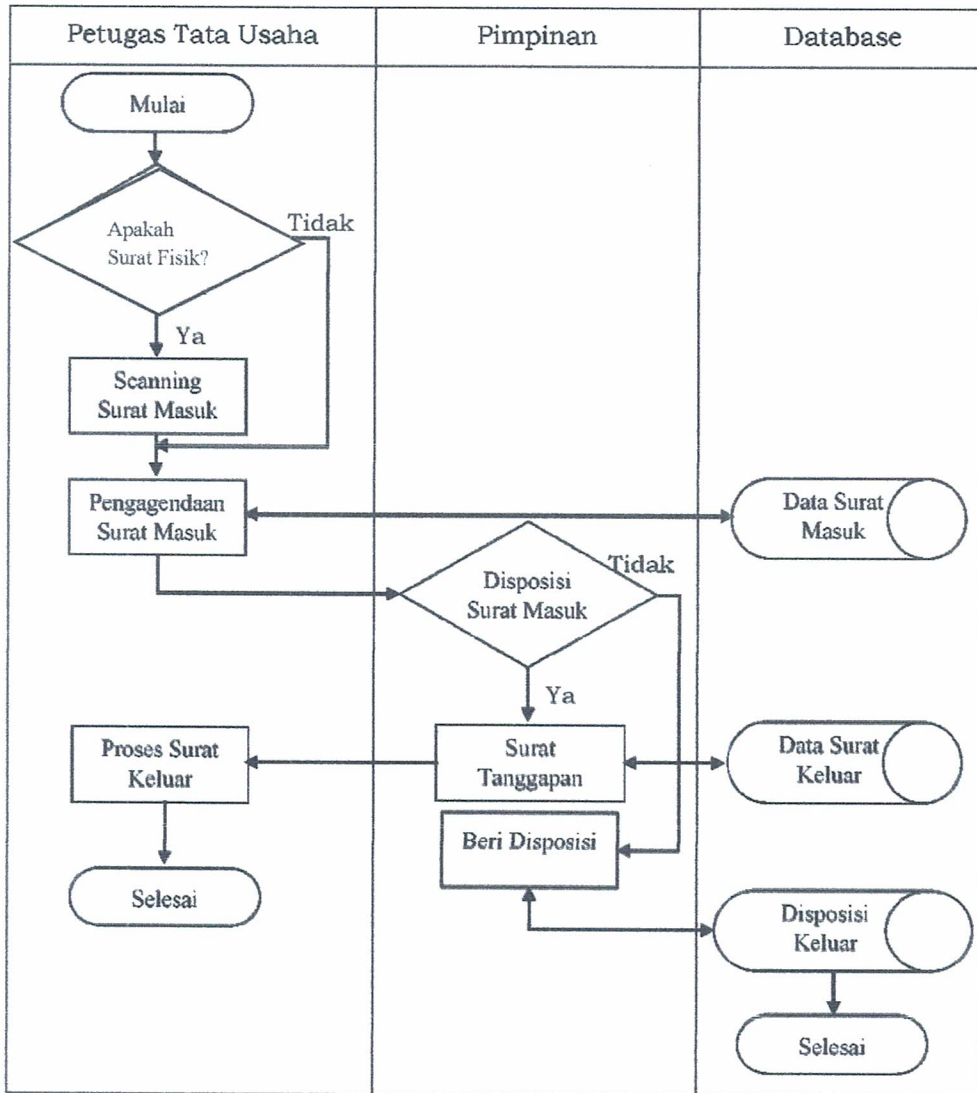 Petugas Tata Usaha
Pimpinan
Database
Mulai
Tidak
Apakah
Surat Fisik?
Ya
Scanning
Surat Masuk
Pengagendaan
Surat Masuk
Data Surat
Masuk
Tidak
Disposisi
Surat Masuk
Ya
Proses Surat
Keluar
Surat
Tanggapan
Data Surat
Keluar
Beri Disposisi
Selesai
Disposisi
Keluar
Selesai